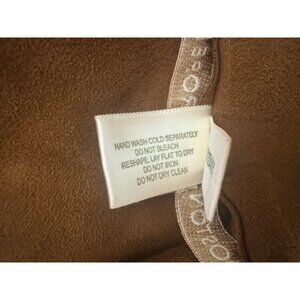 HAND WASH COLD SEPARATELY
DO NOT BLEACH.
RESHAPE, LAY FLAT TO DRY
DO NOT IRON.
DO NOT DRY CLEAN